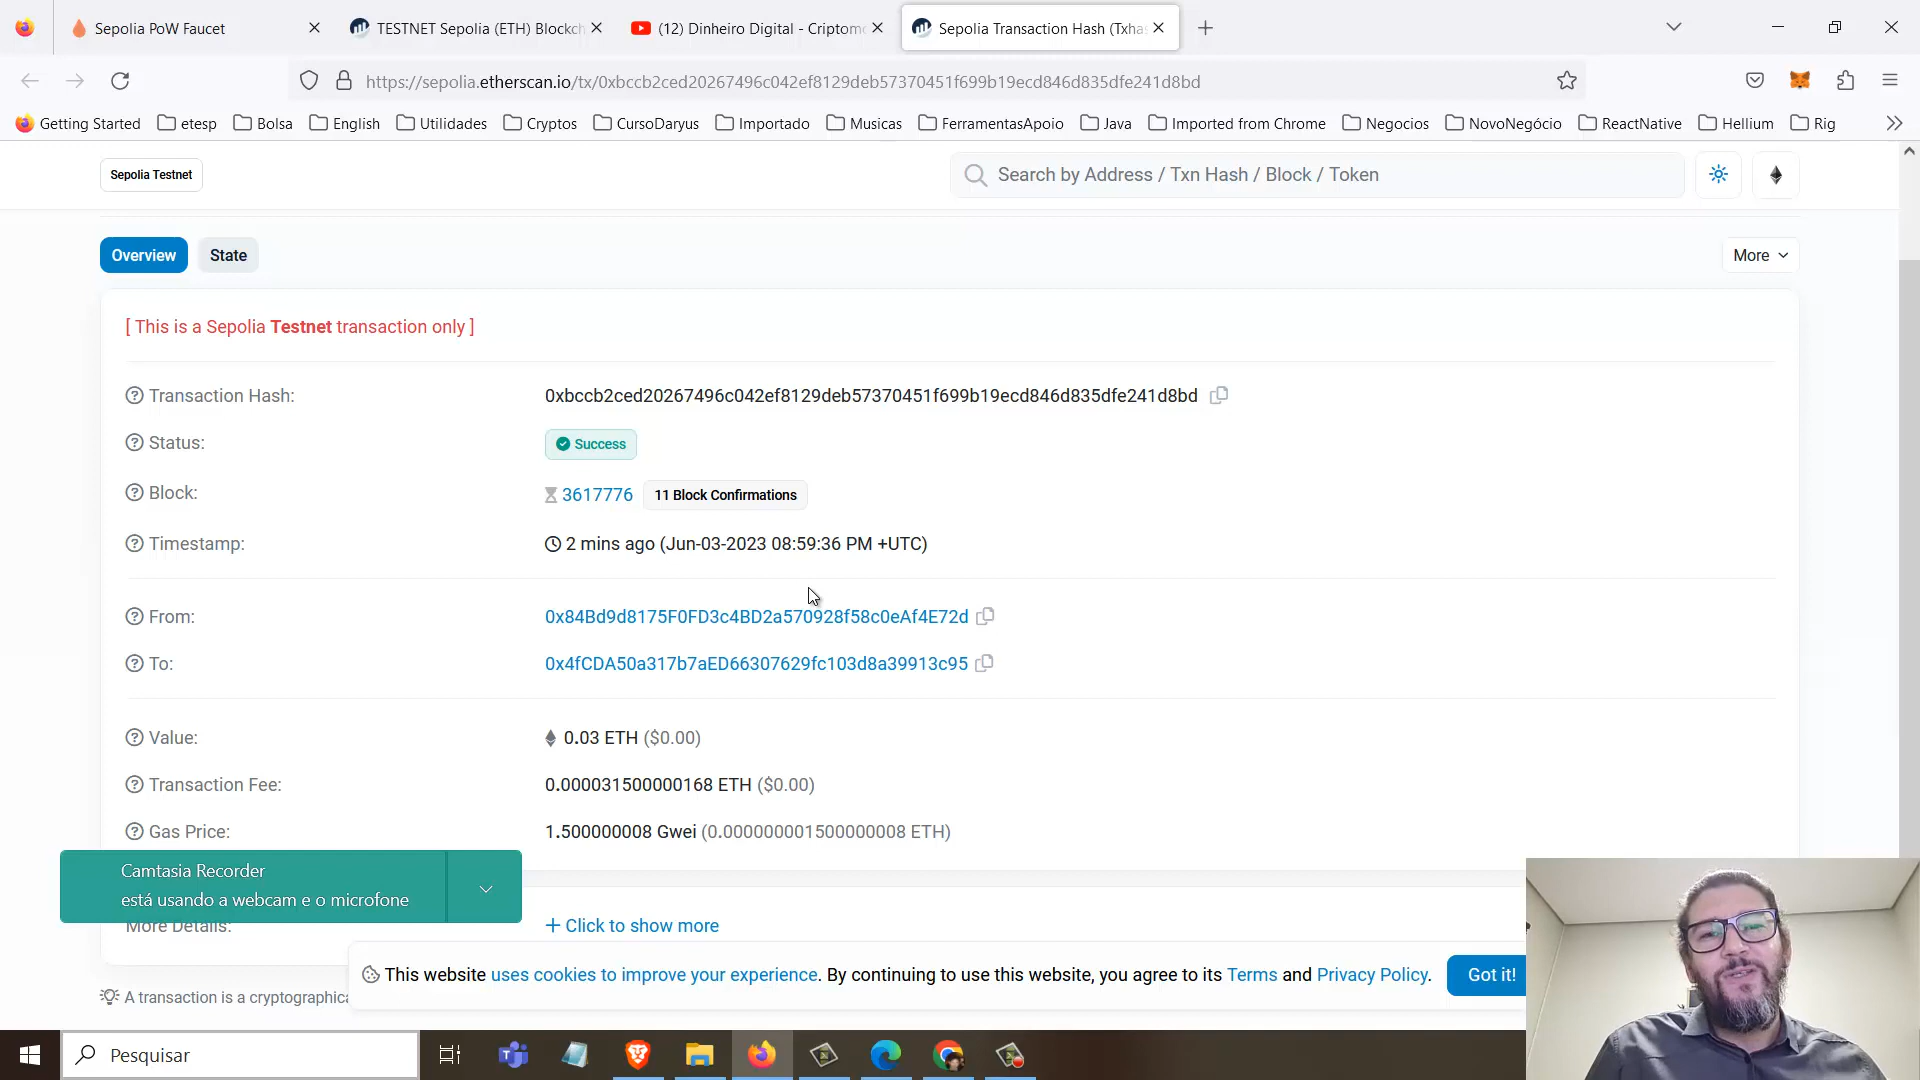 Sepolia PoW Faucet
TESTNET Sepolia (ETH) Blockch
(12) Dinheiro Digital - Criptomo
Sepolia Transaction Hash (Txhas
https://sepolia.etherscan.io/tx/0xbccb2ced20267496c042ef8129deb57370451f699b19ecd846d835dfe241d8bd
Getting Started etesp Bolsa English Utilidades Cryptos CursoDaryus Importado Musicas FerramentasApoio Java Imported from Chrome Negocios NovoNegócio ReactNative Hellium Rig
Sepolia Testnet
Search by Address / Txn Hash / Block / Token
Overview State More
[ This is a Sepolia Testnet transaction only ]
Transaction Hash: 0xbccb2ced20267496c042ef8129deb57370451f699b19ecd846d835dfe241d8bd
Status: Success
Block: 3617776 11 Block Confirmations
Timestamp: 2 mins ago (Jun-03-2023 08:59:36 PM +UTC)
From: 0x84Bd9d8175F0FD3c4BD2a570928f58c0eAf4E72d
To: 0x4fCDA50a317b7aED66307629fc103d8a39913c95
Value: 0.03 ETH ($0.00)
Transaction Fee: 0.000031500000168 ETH ($0.00)
Gas Price: 1.500000008 Gwei (0.000000001500000008 ETH)
Camtasia Recorder
está usando a webcam e o microfone
More Details: + Click to show more
This website uses cookies to improve your experience. By continuing to use this website, you agree to its Terms and Privacy Policy. Got it!
A transaction is a cryptographica
Pesquisar